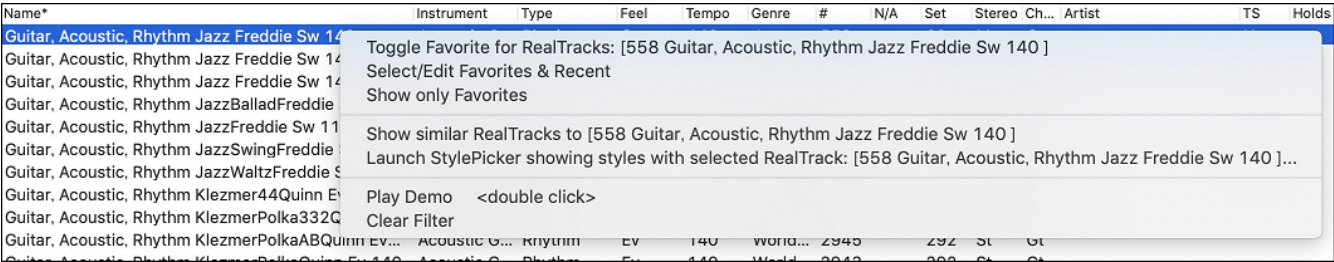 Name* Instrument Type Feel Tempo Genre # N/A Set Stereo Ch... Artist TS Holds
Guitar, Acoustic, Rhythm Jazz Freddie Sw
Toggle Favorite for RealTracks: [558 Guitar, Acoustic, Rhythm Jazz Freddie Sw 140 ]
Guitar, Acoustic, Rhythm Jazz Freddie Sw
Select/Edit Favorites & Recent
Guitar, Acoustic, Rhythm Jazz Freddie Sw
Show only Favorites
Guitar, Acoustic, Rhythm JazzBalladFreddie
Guitar, Acoustic, Rhythm JazzFreddie Sw 11
Show similar RealTracks to [558 Guitar, Acoustic, Rhythm Jazz Freddie Sw 140 ]
Guitar, Acoustic, Rhythm JazzSwingFreddie
Launch StylePicker showing styles with selected RealTrack: [558 Guitar, Acoustic, Rhythm Jazz Freddie Sw 140 ]...
Guitar, Acoustic, Rhythm JazzWaltzFreddie
Guitar, Acoustic, Rhythm Klezmer44Quinn Ev
Play Demo <double click>
Guitar, Acoustic, Rhythm KlezmerPolka332Q
Clear Filter
Guitar, Acoustic, Rhythm KlezmerPolkaABQuinn Ev... Acoustic G... Rhythm Ev 140 World... 2945 292 St Gt